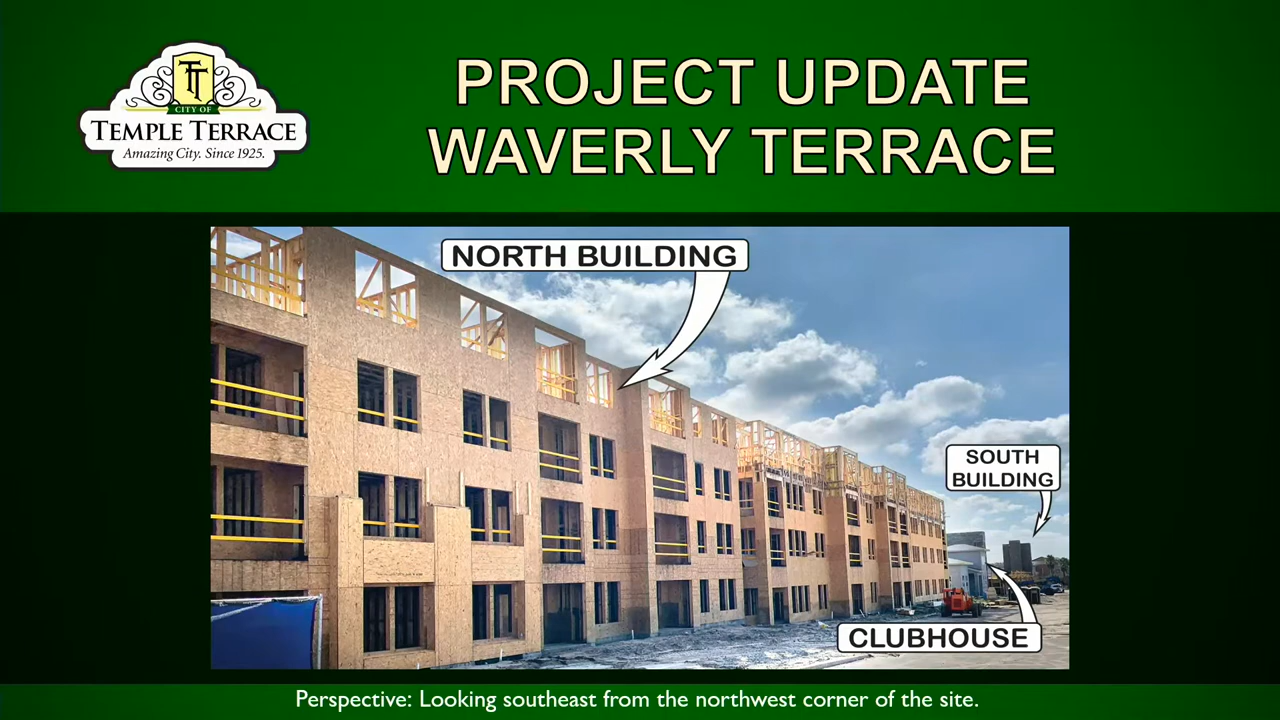 TT
CITY OF
TEMPLE TERRACE
Amazing City. Since 1925.
PROJECT UPDATE
WAVERLY TERRACE
NORTH BUILDING
SOUTH
BUILDING
CLUBHOUSE
Perspective: Looking southeast from the northwest corner of the site.